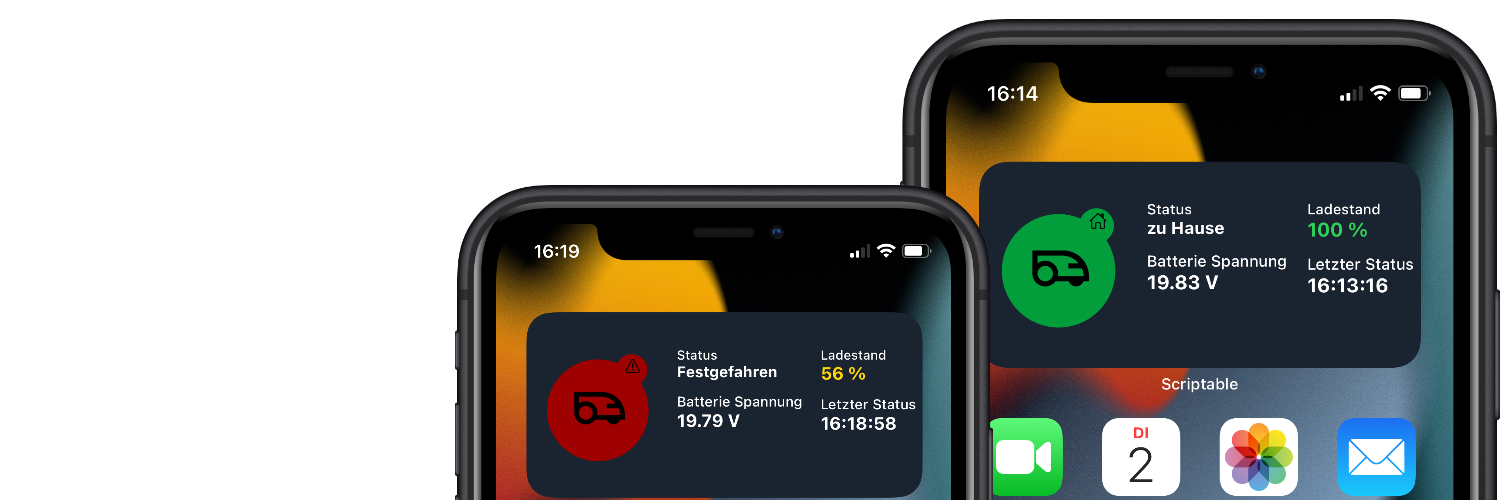 16:14
Status
zu Hause
Ladestand
100 %
Batterie Spannung
19.83 V
Letzter Status
16:13:16
Scriptable
DI
2
16:19
Status
Festgefahren
Ladestand
56 %
Batterie Spannung
19.79 V
Letzter Status
16:18:58